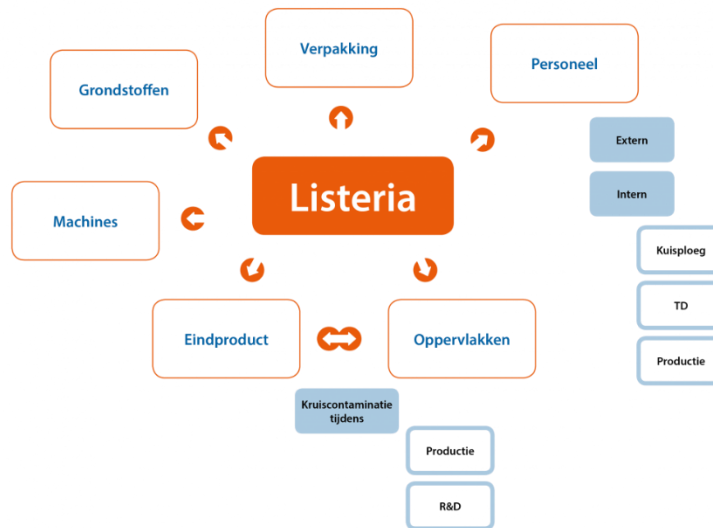 Verpakking
Personeel
Grondstoffen
Extern
Listeria
Intern
Machines
Kuisploeg
TD
Eindproduct
Oppervlakken
Productie
Kruiscontaminatie
tijdens
Productie
R&D